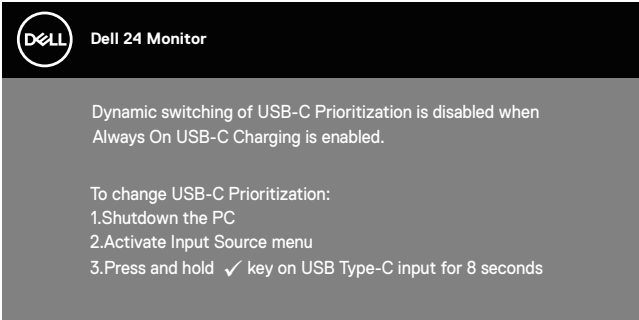 DELL
Dell 24 Monitor
Dynamic switching of USB-C Prioritization is disabled when
Always On USB-C Charging is enabled.
To change USB-C Prioritization:
1.Shutdown the PC
2.Activate Input Source menu
3.Press and hold ✓ key on USB Type-C input for 8 seconds